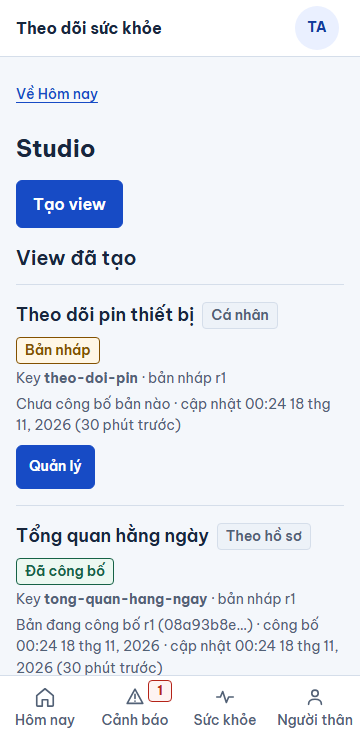 Theo dõi sức khỏe
TA
Về Hôm nay
Studio
Tạo view
View đã tạo
Theo dõi pin thiết bị Cá nhân
Bản nháp
Key theo-doi-pin · bản nháp r1
Chưa công bố bản nào · cập nhật 00:24 18 thg
11, 2026 (30 phút trước)
Quản lý
Tổng quan hằng ngày Theo hồ sơ
Đã công bố
Key tong-quan-hang-ngay · bản nháp r1
Bản đang công bố r1 (08a93b8e…) · công bố
00:24 18 thg 11, 2026 · cập nhật 00:24 18 thg 11,
2026 (30 phút trước)
1
Hôm nay Cảnh báo Sức khỏe Người thân